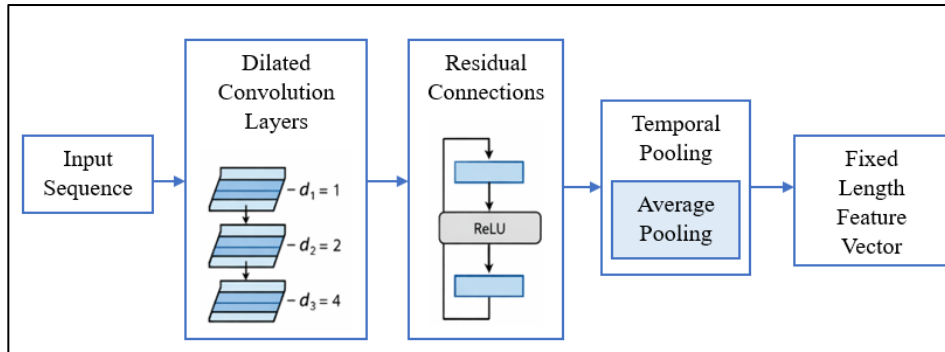 Input
Sequence
Dilated
Convolution
Layers
– d₁ = 1
– d₂ = 2
– d₃ = 4
Residual
Connections
ReLU
Temporal
Pooling
Average
Pooling
Fixed
Length
Feature
Vector